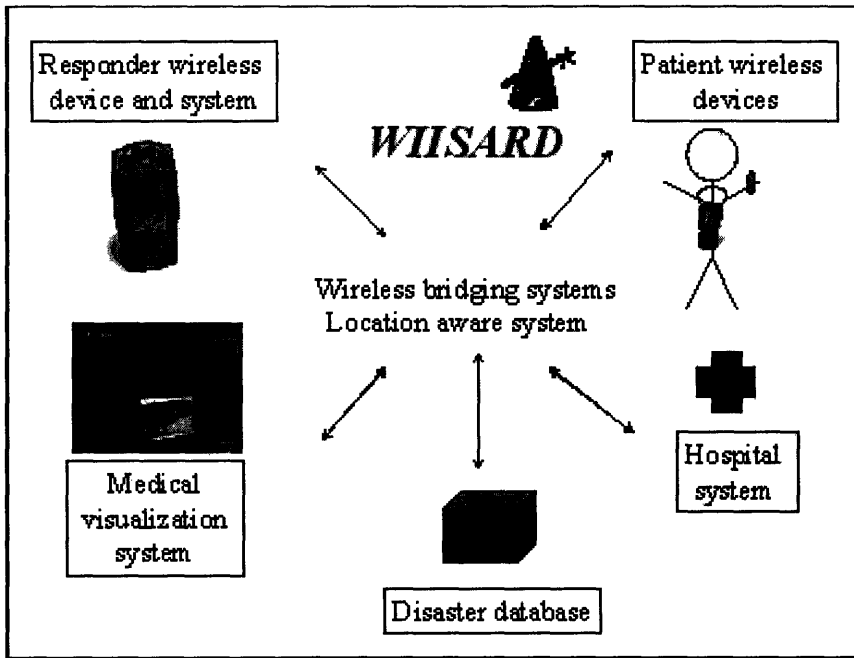 Responder wireless
device and system
WIISARD
Patient wireless
devices
Wireless bridging systems
Location aware system
Medical
visualization
system
Hospital
system
Disaster database